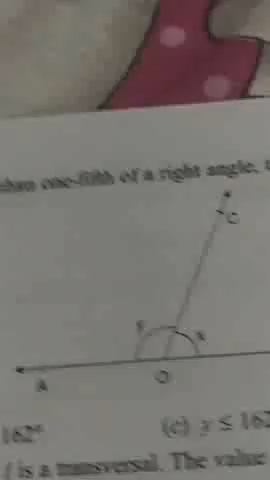 than one-fifth of a right angle,
C
y
x
A
O
162° (c) y ≤ 162
l is a transversal. The value